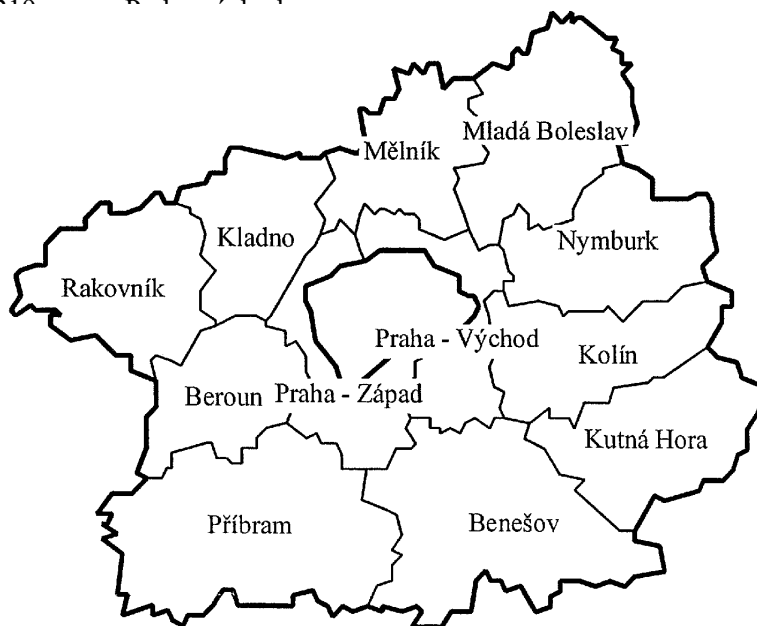 Mladá Boleslav
Mělník
Kladno
Nymburk
Rakovník
Praha - Východ
Kolín
Beroun
Praha - Západ
Kutná Hora
Příbram
Benešov